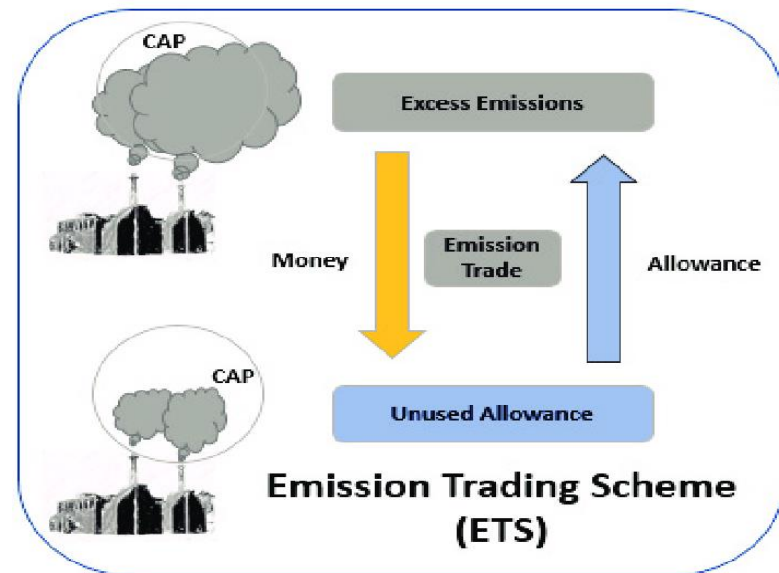 CAP
Excess Emissions
Money
Emission
Trade
Allowance
CAP
Unused Allowance
Emission Trading Scheme
(ETS)